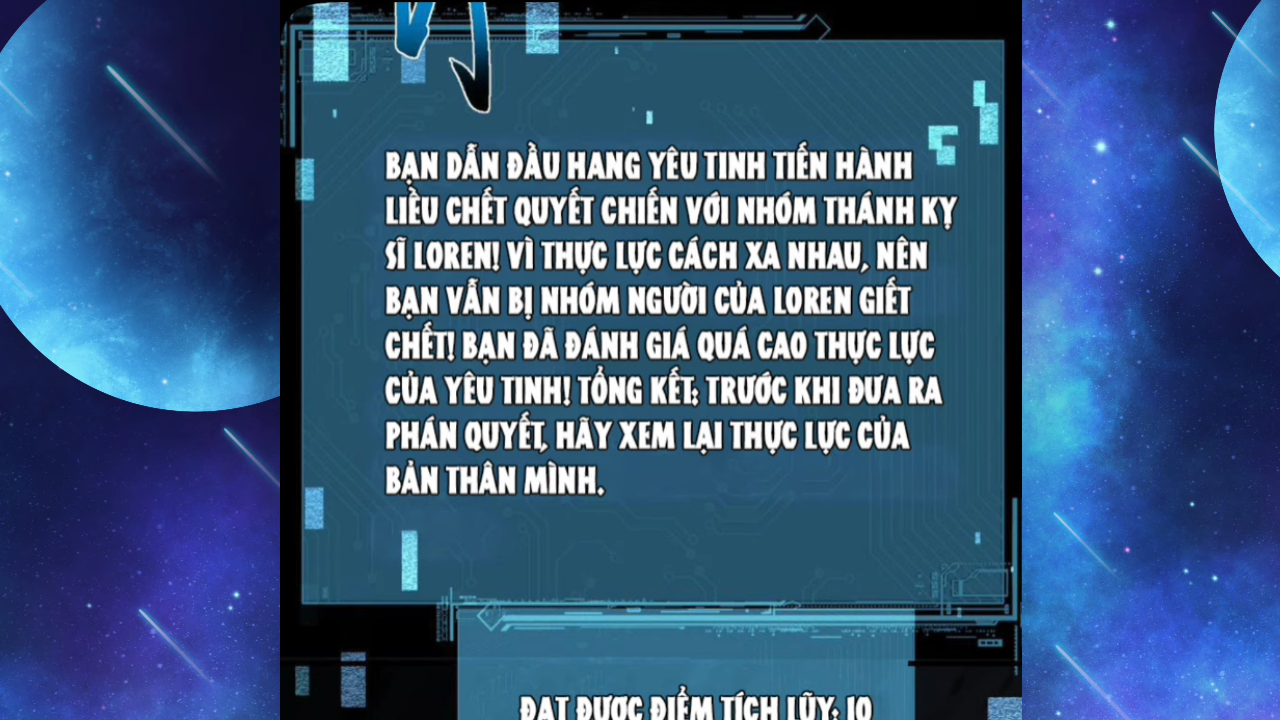 BẠN DẪN ĐẦU HANG YÊU TINH TIẾN HÀNH
LIỀU CHẾT QUYẾT CHIẾN VỚI NHÓM THÁNH KỴ
SĨ LOREN! VÌ THỰC LỰC CÁCH XA NHAU, NÊN
BẠN VẪN BỊ NHÓM NGƯỜI CỦA LOREN GIẾT
CHẾT! BẠN ĐÃ ĐÁNH GIÁ QUÁ CAO THỰC LỰC
CỦA YÊU TINH! TỔNG KẾT: TRƯỚC KHI ĐƯA RA
PHÁN QUYẾT, HÃY XEM LẠI THỰC LỰC CỦA
BẢN THÂN MÌNH.
ĐẠT ĐƯỢC ĐIỂM TÍCH LŨY: 10